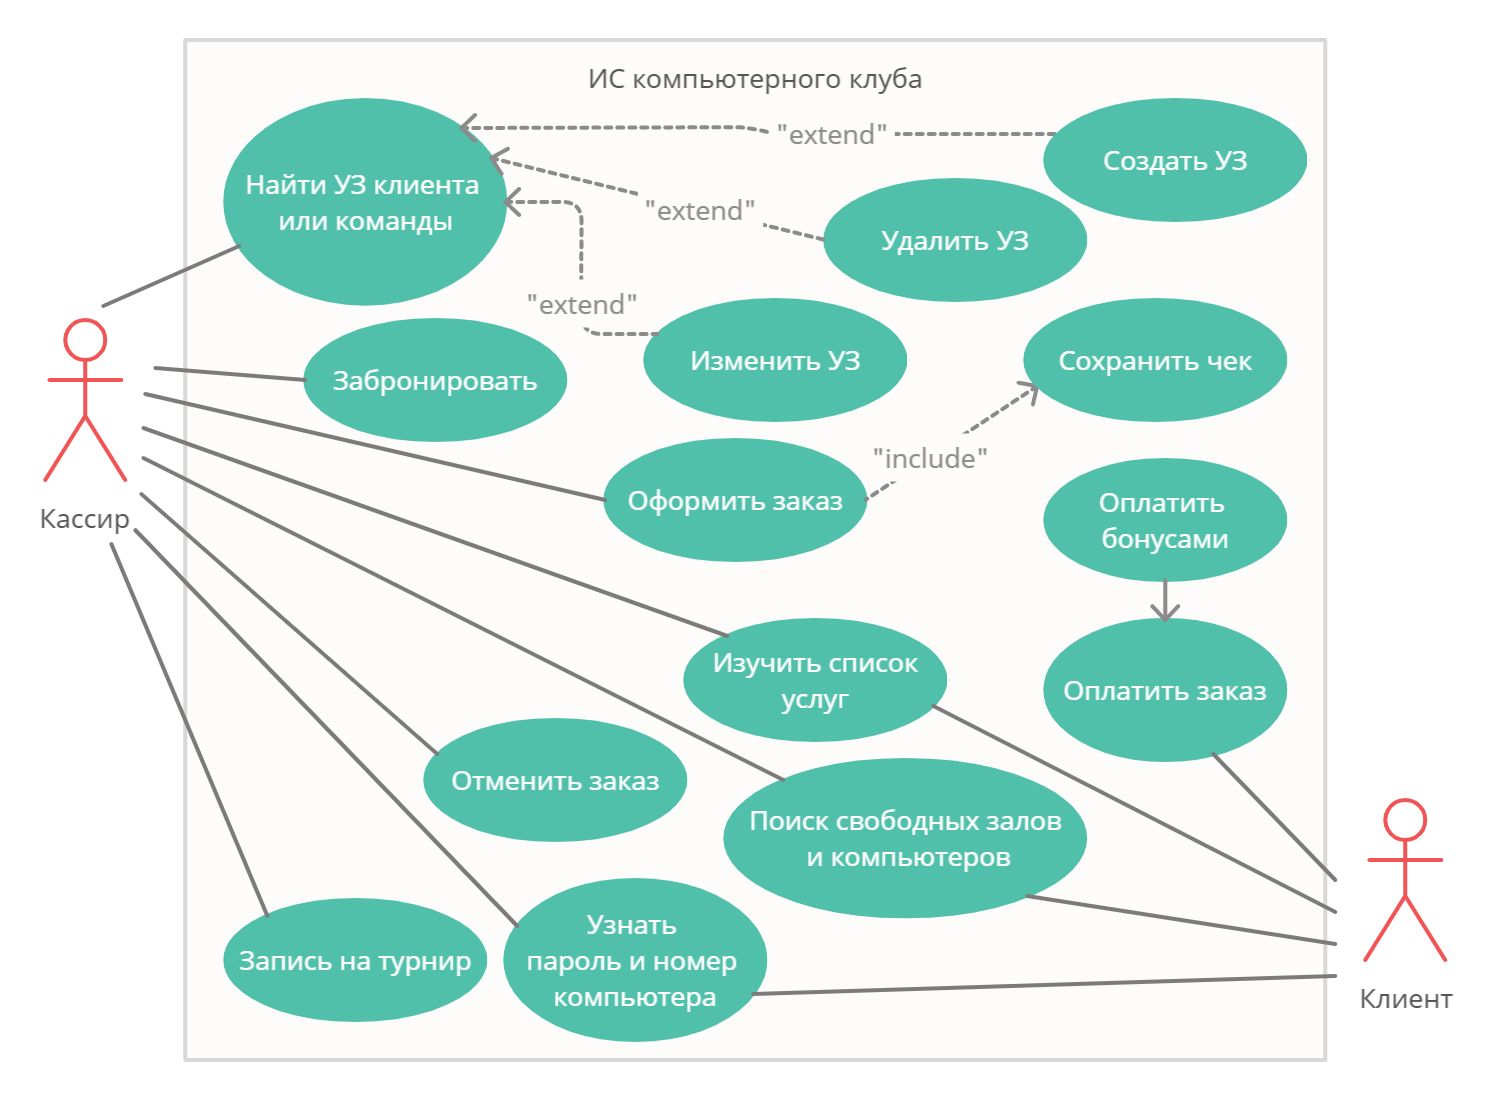 ИС компьютерного клуба
"extend"
Создать УЗ
Найти УЗ клиента
или команды
"extend"
Удалить УЗ
"extend"
Изменить УЗ
Сохранить чек
Забронировать
"include"
Оформить заказ
Оплатить
бонусами
Кассир
Изучить список
услуг
Оплатить заказ
Отменить заказ
Поиск свободных залов
и компьютеров
Запись на турнир
Узнать
пароль и номер
компьютера
Клиент